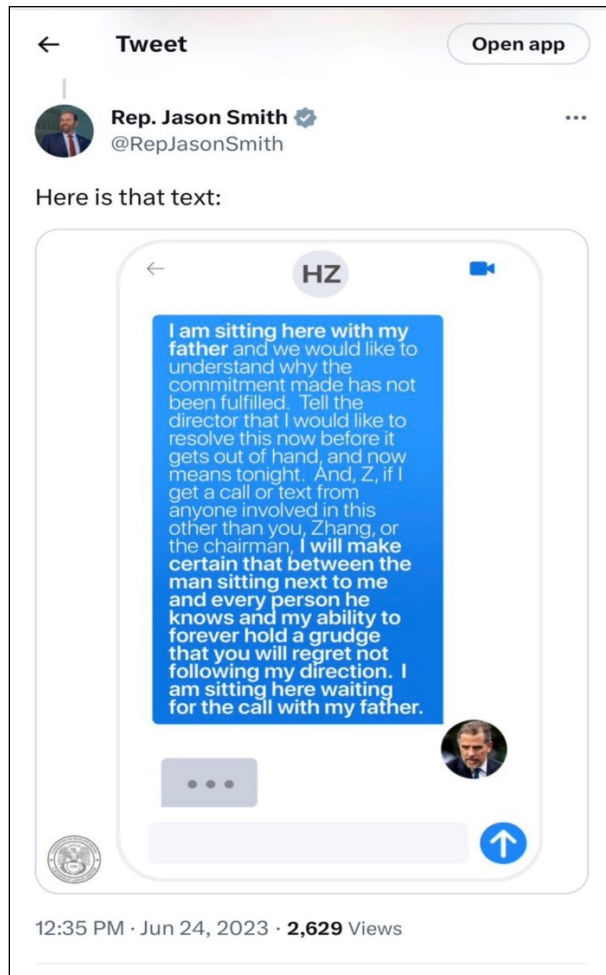 ← Tweet Open app
Rep. Jason Smith
@RepJasonSmith
Here is that text:
HZ
I am sitting here with my
father and we would like to
understand why the
commitment made has not
been fulfilled. Tell the
director that I would like to
resolve this now before it
gets out of hand, and now
means tonight. And, Z, if I
get a call or text from
anyone involved in this
other than you, Zhang, or
the chairman, I will make
certain that between the
man sitting next to me
and every person he
knows and my ability to
forever hold a grudge
that you will regret not
following my direction. I
am sitting here waiting
for the call with my father.
12:35 PM · Jun 24, 2023 · 2,629 Views